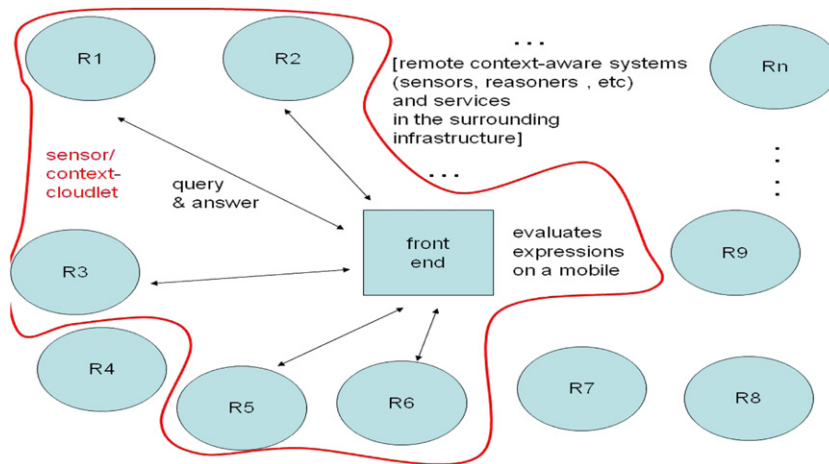 R1
R2
...
[remote context-aware systems
(sensors, reasoners , etc)
and services
in the surrounding
infrastructure]
...
Rn
sensor/
context-
cloudlet
query
& answer
front
end
evaluates
expressions
on a mobile
R3
R9
R4
R5
R6
R7
R8